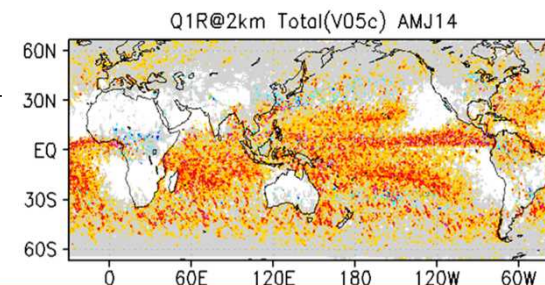 Q1R@2km Total(V05c) AMJ14
60N
30N
EQ
30S
60S
0 60E 120E 180 120W 60W